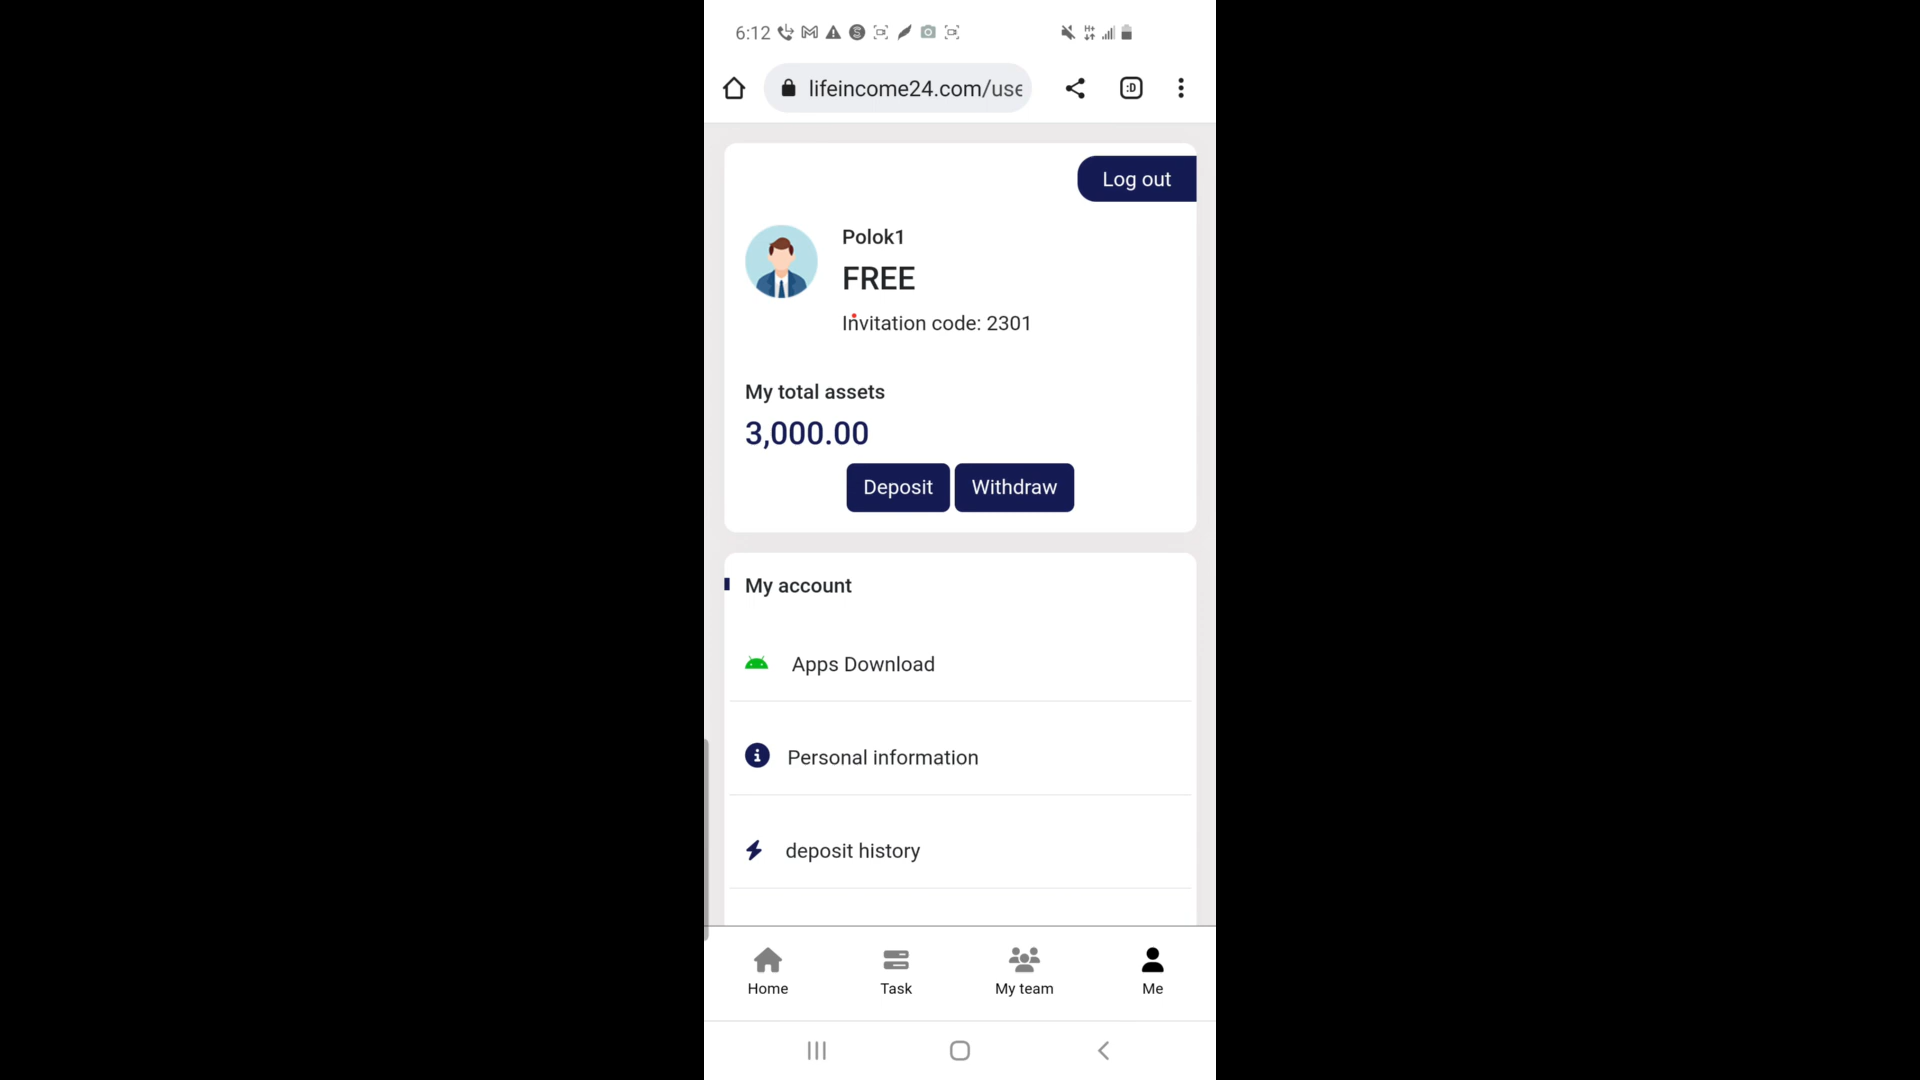 6:12
lifeincome24.com/use
Log out
Polok1
FREE
Invitation code: 2301
My total assets
3,000.00
Deposit Withdraw
My account
Apps Download
Personal information
deposit history
Home Task My team Me